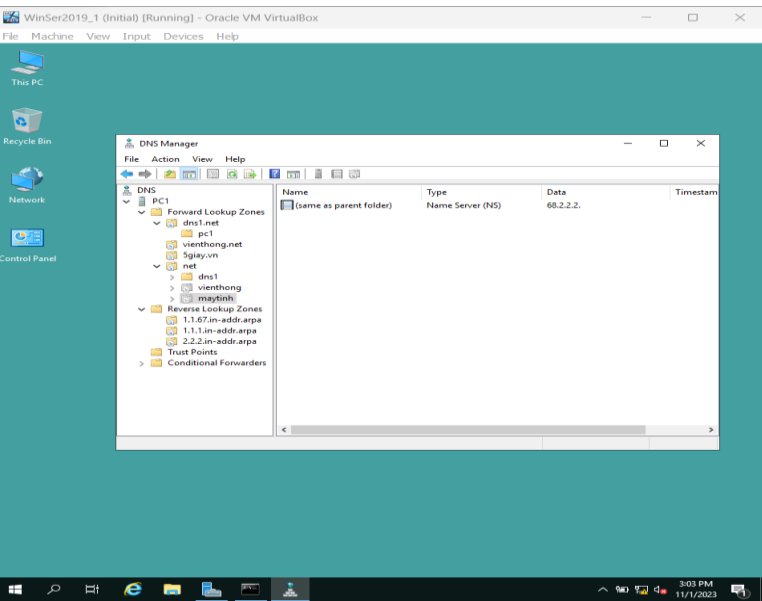 WinSer2019_1 (Initial) [Running] - Oracle VM VirtualBox
File Machine View Input Devices Help
This PC
Recycle Bin
Network
Control Panel
DNS Manager
File Action View Help
DNS
PC1
Forward Lookup Zones
dns1.net
pc1
vienthong.net
5giay.vn
net
dns1
vienthong
maytinh
Reverse Lookup Zones
1.1.67.in-addr.arpa
1.1.1.in-addr.arpa
2.2.2.in-addr.arpa
Trust Points
Conditional Forwarders
Name Type Data Timestam
(same as parent folder) Name Server (NS) 68.2.2.2.
3:03 PM
11/1/2023